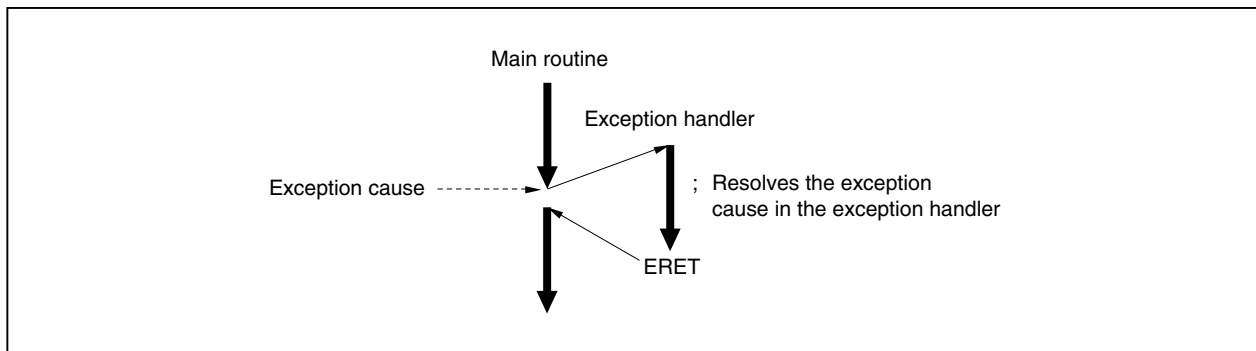 Main routine
Exception handler
Exception cause
; Resolves the exception
cause in the exception handler
ERET